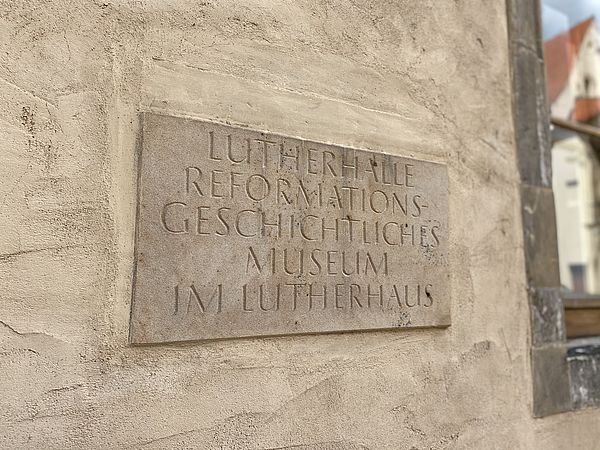 LUTHERHALLE
REFORMATIONS-
GESCHICHTLICHES
MUSEUM
IM LUTHERHAUS